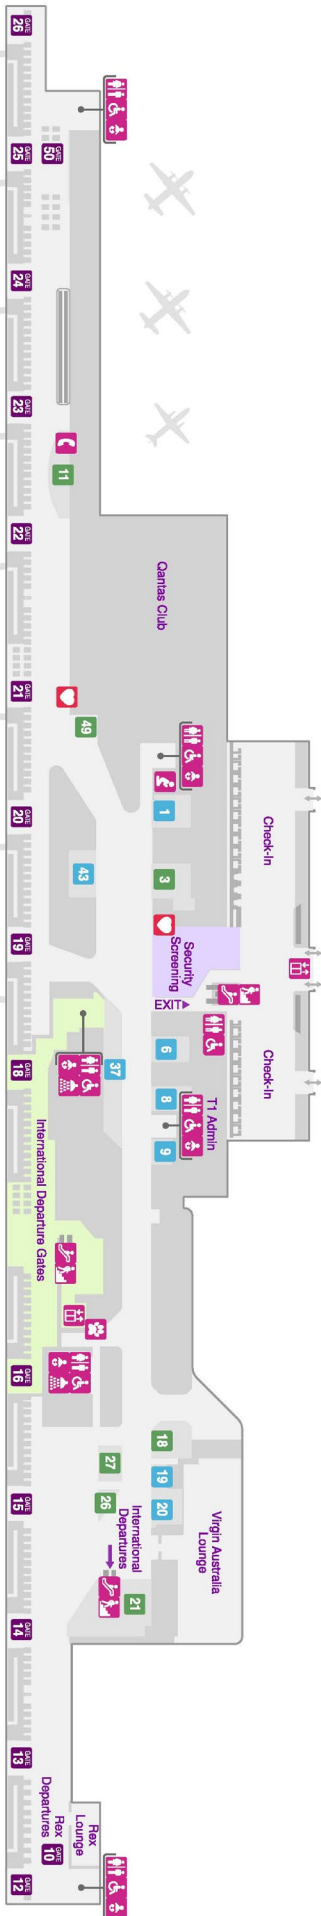 GATE
26
GATE
25
GATE
50
GATE
24
GATE
23
11
GATE
22
Qantas Club
GATE
21
49
1
GATE
20
Check-In
43
3
GATE
19
Security
Screening
EXIT
6
37
GATE
18
Check-In
8
T1 Admin
9
International Departure Gates
GATE
16
18
27
19
GATE
15
26
20
Virgin Australia
Lounge
International
Departures
21
GATE
14
GATE
13
Rex
Lounge
Rex
Departures
GATE
10
GATE
12